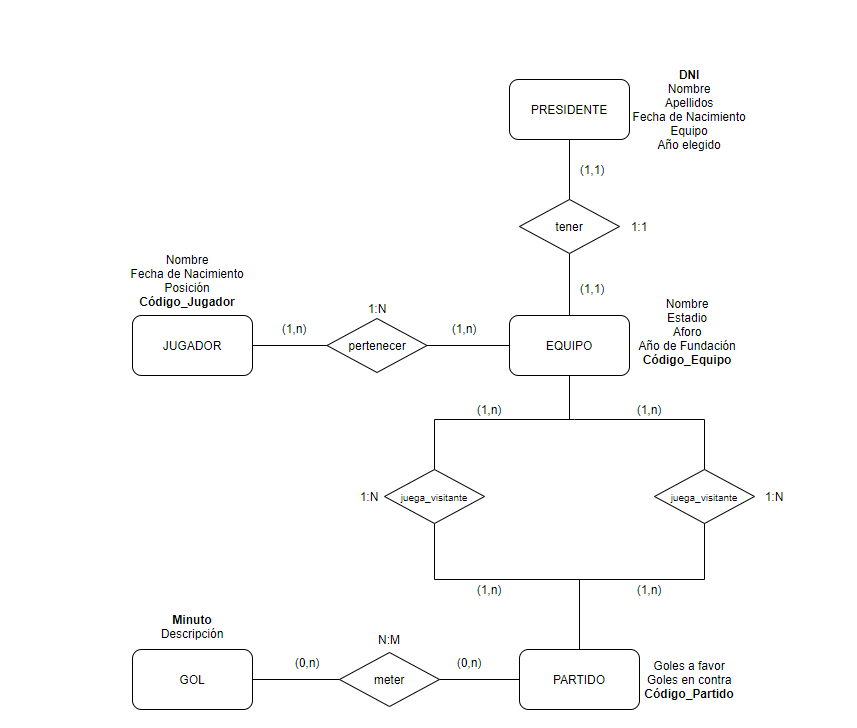 DNI
Nombre
Apellidos
Fecha de Nacimiento
Equipo
Año elegido
PRESIDENTE
(1,1)
tener
1:1
(1,1)
Nombre
Fecha de Nacimiento
Posición
Código_Jugador
JUGADOR
(1,n)
1:N
pertenecer
(1,n)
EQUIPO
Nombre
Estadio
Aforo
Año de Fundación
Código_Equipo
(1,n)
(1,n)
1:N
juega_visitante
juega_visitante
1:N
(1,n)
(1,n)
Minuto
Descripción
GOL
(0,n)
N:M
meter
(0,n)
PARTIDO
Goles a favor
Goles en contra
Código_Partido